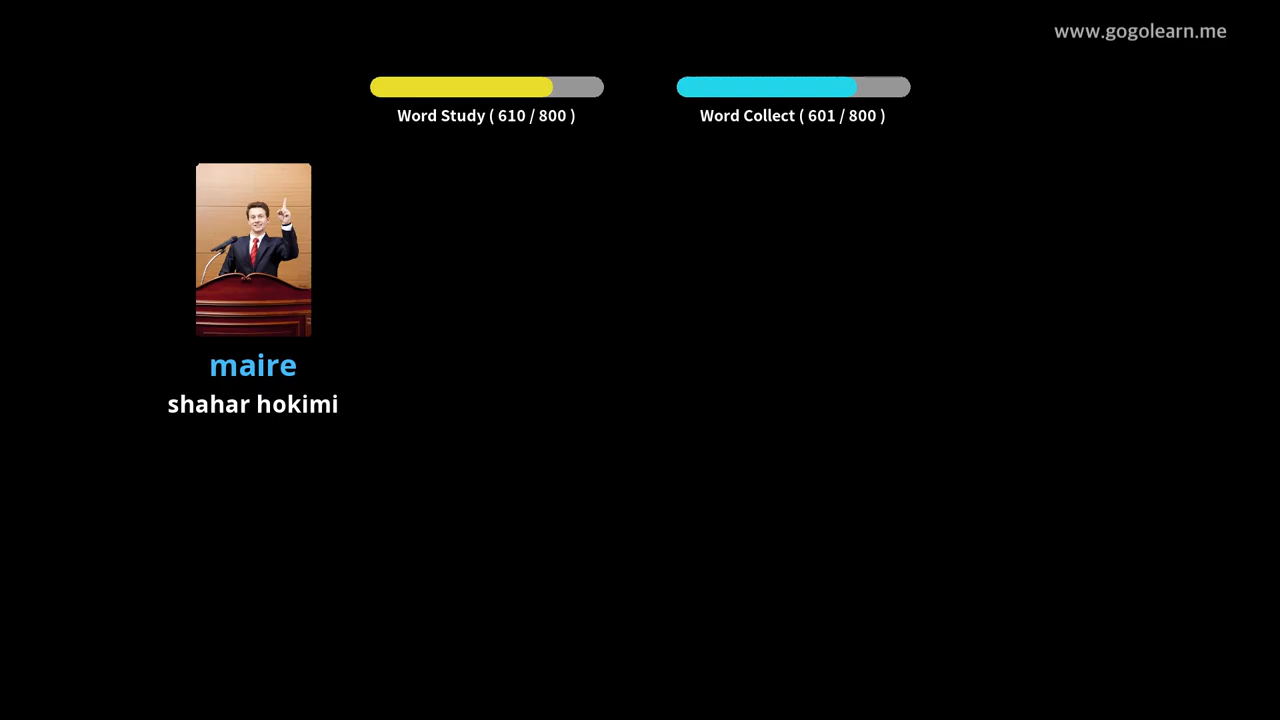 www.gogolearn.me
Word Study ( 610 / 800 )
Word Collect ( 601 / 800 )
maire
shahar hokimi